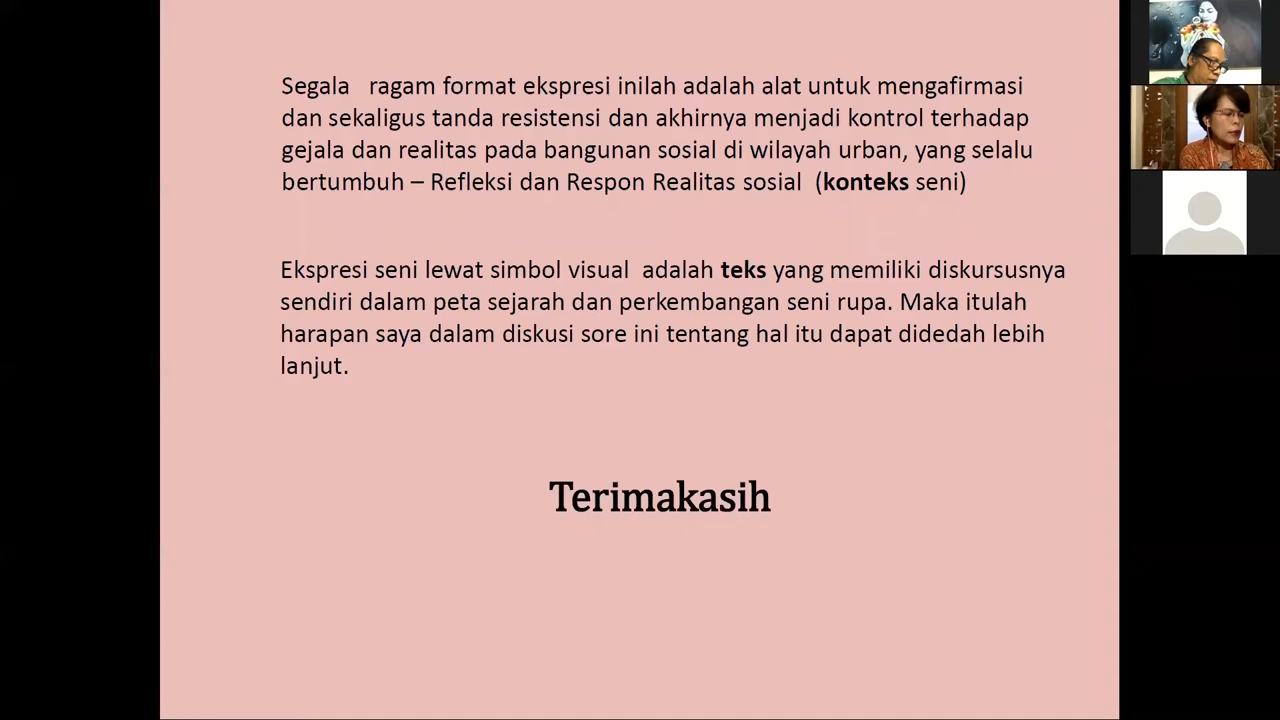 Segala   ragam format ekspresi inilah adalah alat untuk mengafirmasi
dan sekaligus tanda resistensi dan akhirnya menjadi kontrol terhadap
gejala dan realitas pada bangunan sosial di wilayah urban, yang selalu
bertumbuh – Refleksi dan Respon Realitas sosial  (konteks seni)
Ekspresi seni lewat simbol visual  adalah teks yang memiliki diskursusnya
sendiri dalam peta sejarah dan perkembangan seni rupa. Maka itulah
harapan saya dalam diskusi sore ini tentang hal itu dapat didedah lebih
lanjut.
Terimakasih